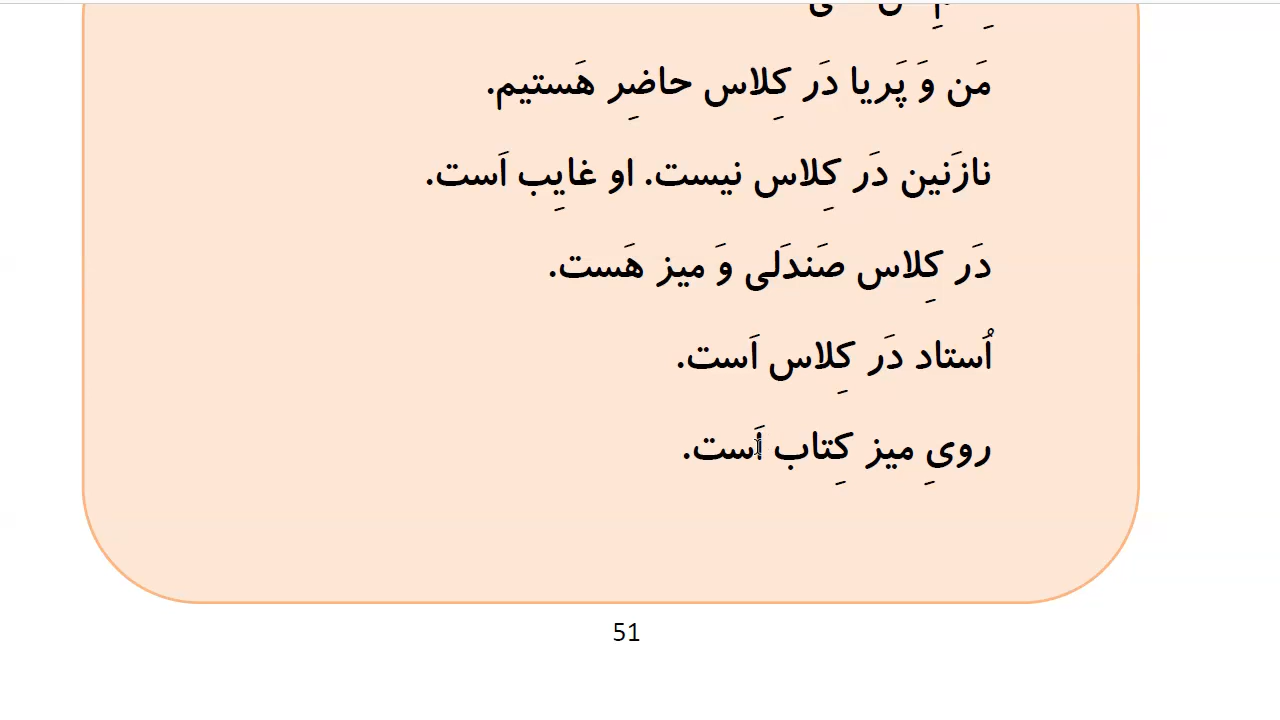 مَن وَ پَریا دَر کِلاس حاضِر هَستیم.
نازَنین دَر کِلاس نیست. او غایِب اَست.
دَر کِلاس صَندَلی وَ میز هَست.
اُستاد دَر کِلاس اَست.
رویِ میز کِتاب اَست.
51